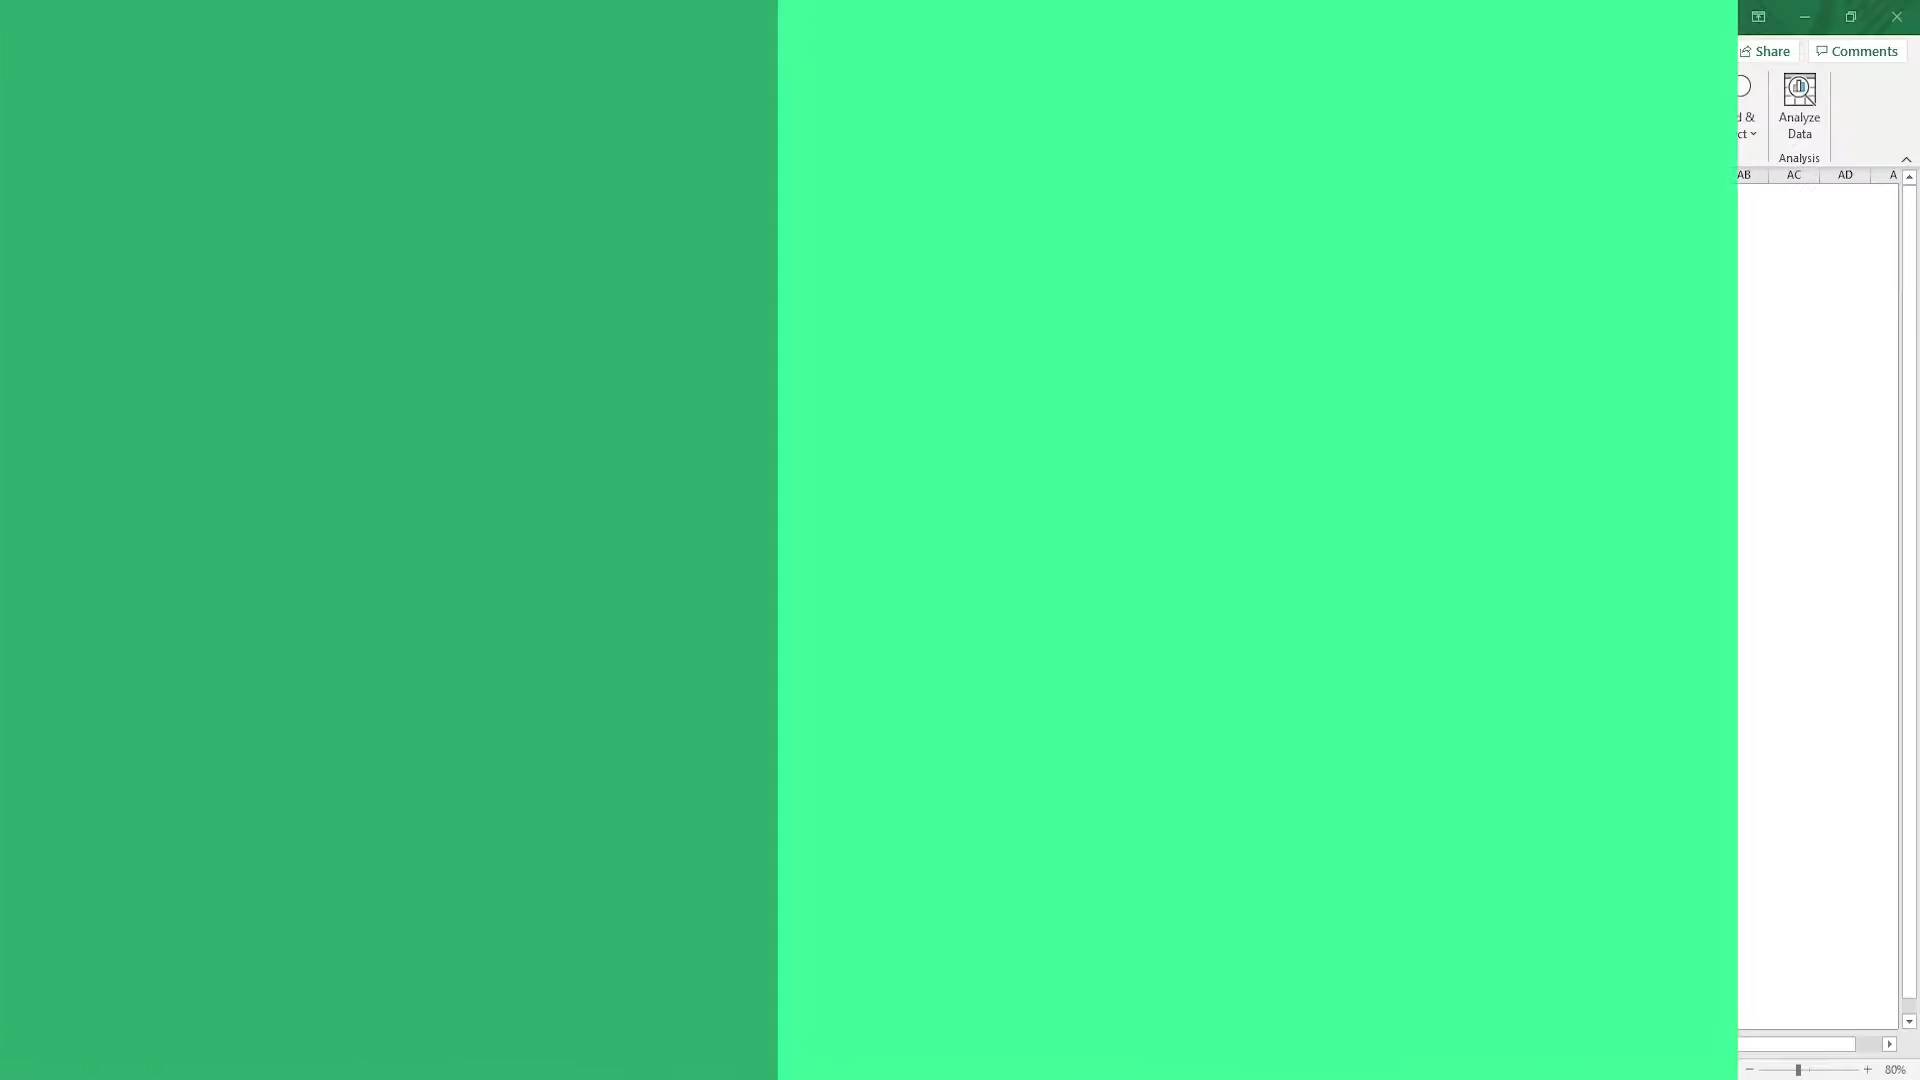 Share
Comments
d &
ct
Analyze
Data
Analysis
AB
AC
AD
A
80%